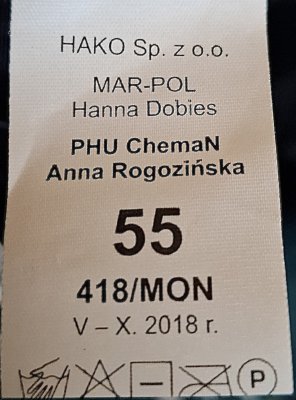 HAKO Sp. z o.o.
MAR-POL
Hanna Dobies
PHU ChemaN
Anna Rogozińska
55
418/MON
V – X. 2018 r.
P